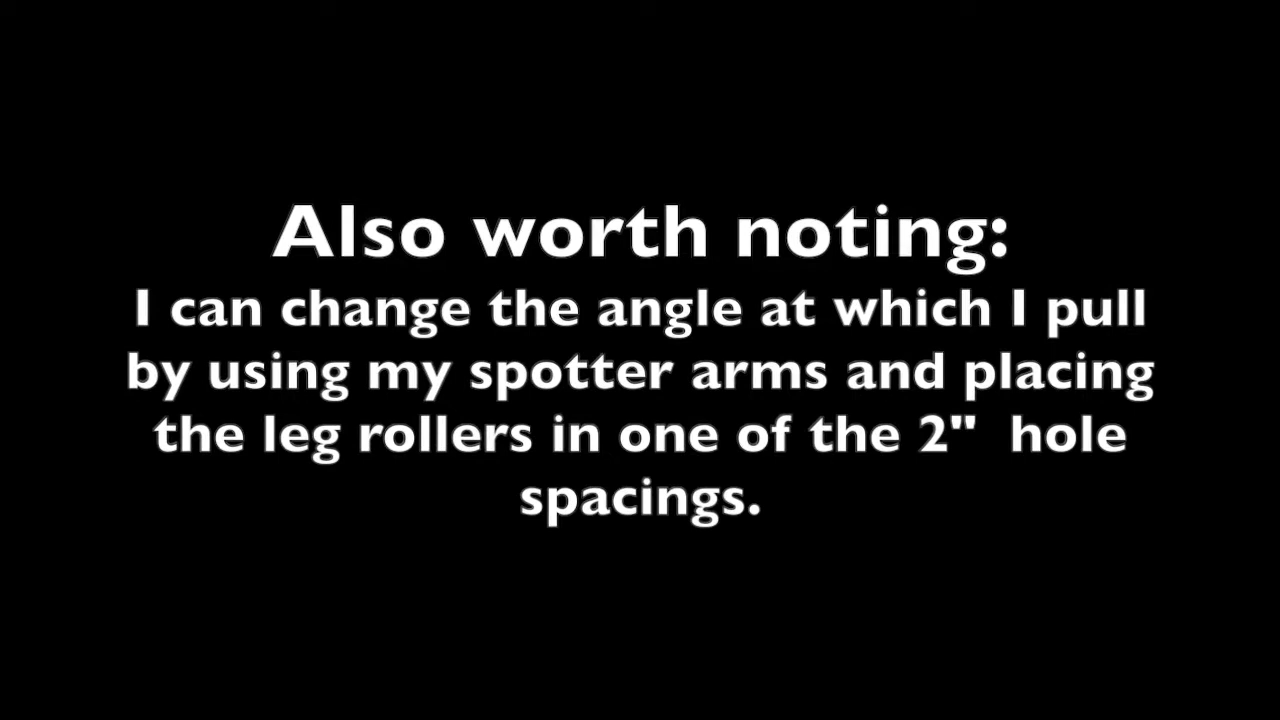 Also worth noting:
I can change the angle at which I pull
by using my spotter arms and placing
the leg rollers in one of the 2"  hole
spacings.